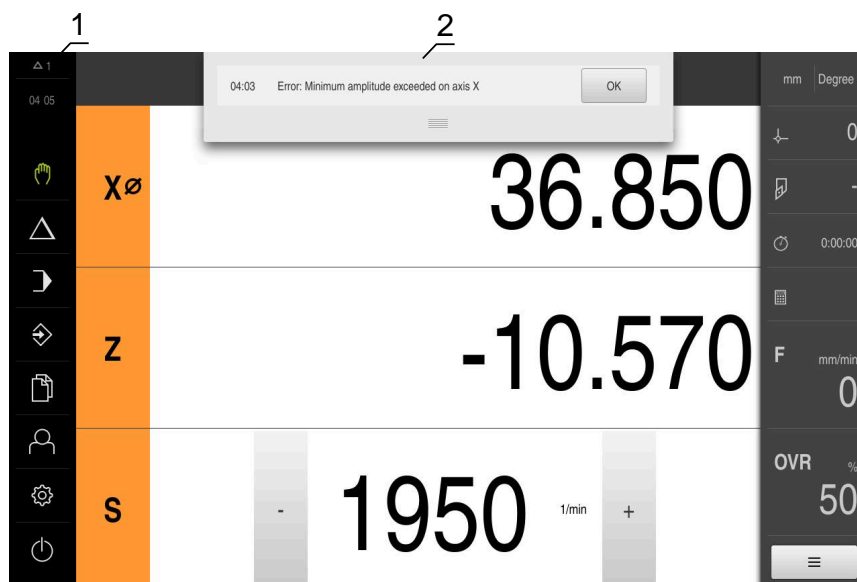 1
2
△ 1
04:03 Error: Minimum amplitude exceeded on axis X OK
mm Degree
04 05
0
X⌀ 36.850
-
0:00:00
Z -10.570
F mm/min
0
OVR %
50
S - 1950 1/min +